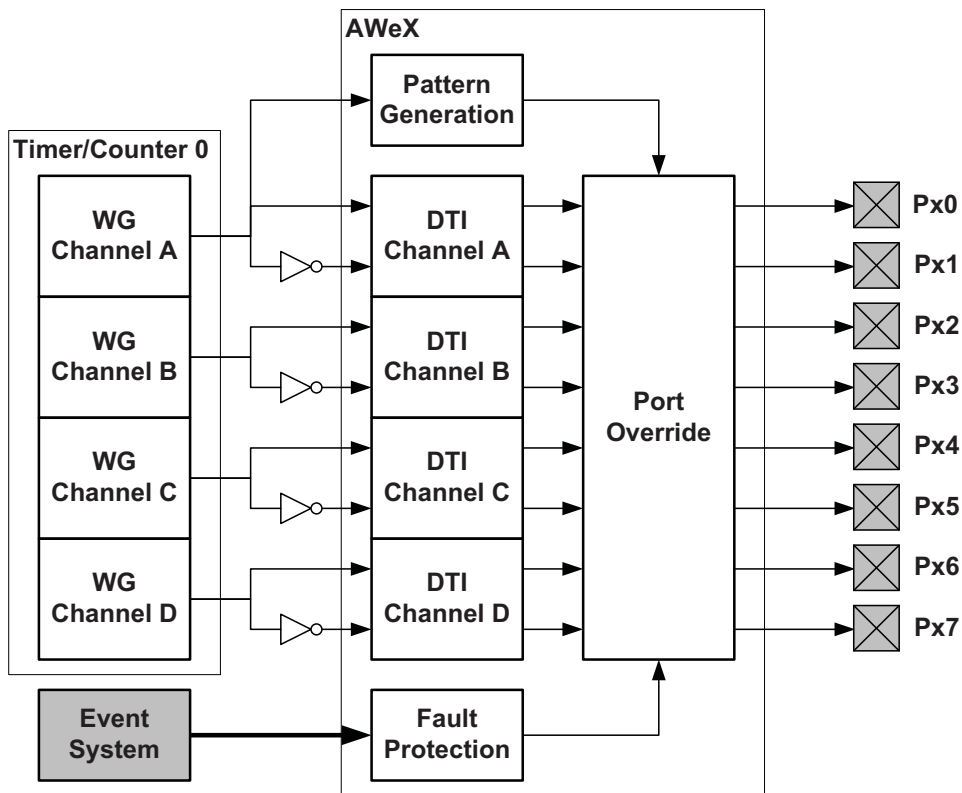 AWeX
Pattern
Generation
Timer/Counter 0
WG
Channel A
DTI
Channel A
Px0
Px1
WG
Channel B
DTI
Channel B
Px2
Px3
Port
Override
WG
Channel C
DTI
Channel C
Px4
Px5
WG
Channel D
DTI
Channel D
Px6
Px7
Event
System
Fault
Protection